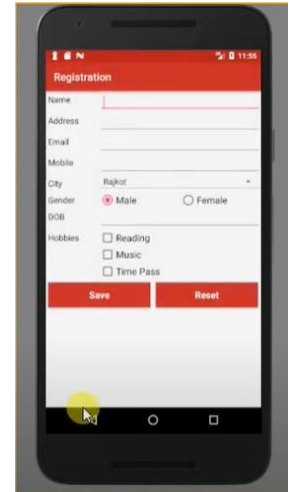 11:55
Registration
Name
Address
Email
Mobile
City Rajkot
Gender Male Female
DOB
Hobbies Reading
Music
Time Pass
Save Reset